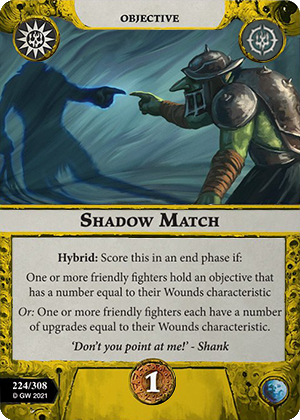 OBJECTIVE
SHADOW MATCH
Hybrid: Score this in an end phase if:
One or more friendly fighters hold an objective that
has a number equal to their Wounds characteristic
Or: One or more friendly fighters each have a number
of upgrades equal to their Wounds characteristic.
‘Don’t you point at me!’ - Shank
224/308
D GW 2021
1